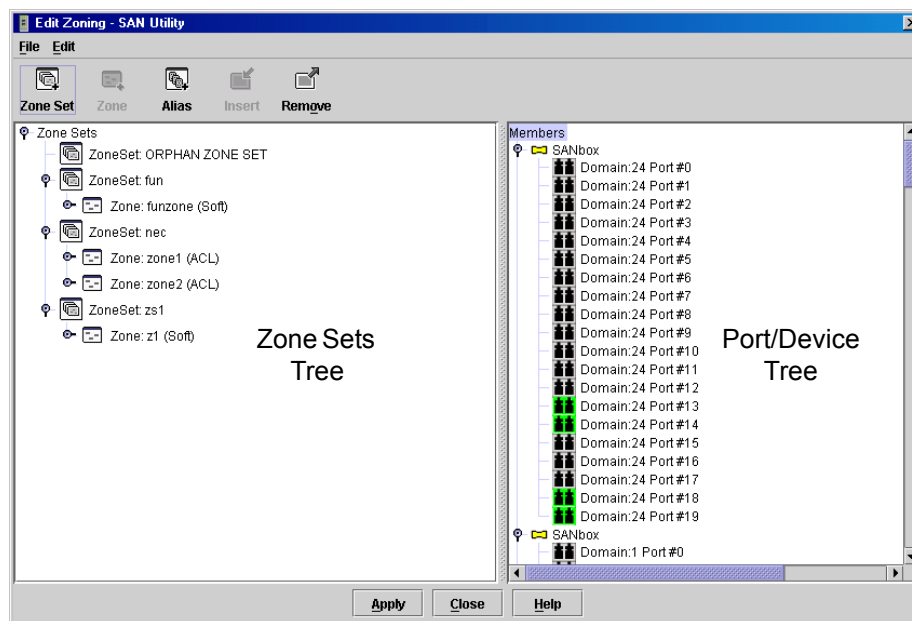 Edit Zoning - SAN Utility
File Edit
Zone Set Zone Alias Insert Remove
Zone Sets
ZoneSet: ORPHAN ZONE SET
ZoneSet: fun
Zone: funzone (Soft)
ZoneSet: nec
Zone: zone1 (ACL)
Zone: zone2 (ACL)
ZoneSet: zs1
Zone: z1 (Soft)
Zone Sets
Tree
Members
SANbox
Domain:24 Port#0
Domain:24 Port#1
Domain:24 Port#2
Domain:24 Port#3
Domain:24 Port#4
Domain:24 Port#5
Domain:24 Port#6
Domain:24 Port#7
Domain:24 Port#8
Domain:24 Port#9
Domain:24 Port#10
Domain:24 Port#11
Domain:24 Port#12
Domain:24 Port#13
Domain:24 Port#14
Domain:24 Port#15
Domain:24 Port#16
Domain:24 Port#17
Domain:24 Port#18
Domain:24 Port#19
Port/Device
Tree
SANbox
Domain:1 Port#0
Apply Close Help